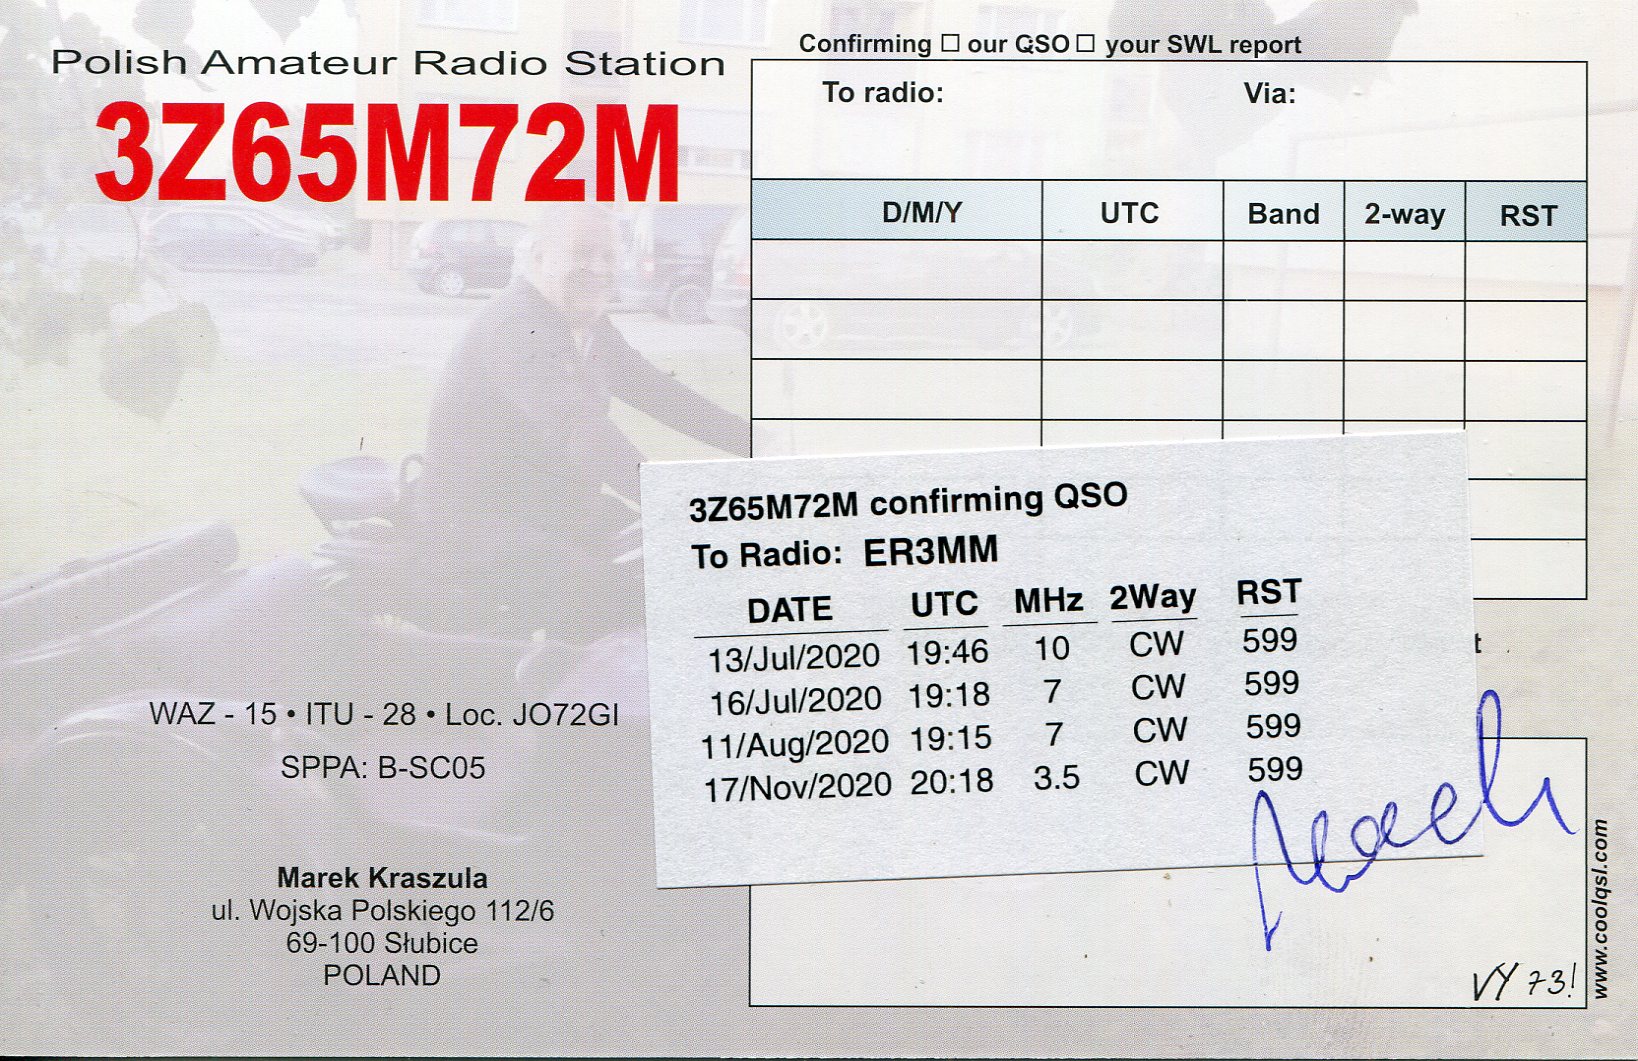 Polish Amateur Radio Station
3Z65M72M
Confirming □ our QSO □ your SWL report
To radio: Via:
D/M/Y UTC Band 2-way RST
3Z65M72M confirming QSO
To Radio: ER3MM
DATE UTC MHz 2Way RST
13/Jul/2020 19:46 10 CW 599
16/Jul/2020 19:18 7 CW 599
11/Aug/2020 19:15 7 CW 599
17/Nov/2020 20:18 3.5 CW 599
WAZ - 15 • ITU - 28 • Loc. JO72GI
SPPA: B-SC05
Marek Kraszula
ul. Wojska Polskiego 112/6
69-100 Słubice
POLAND
VY 73!
www.coolqsl.com